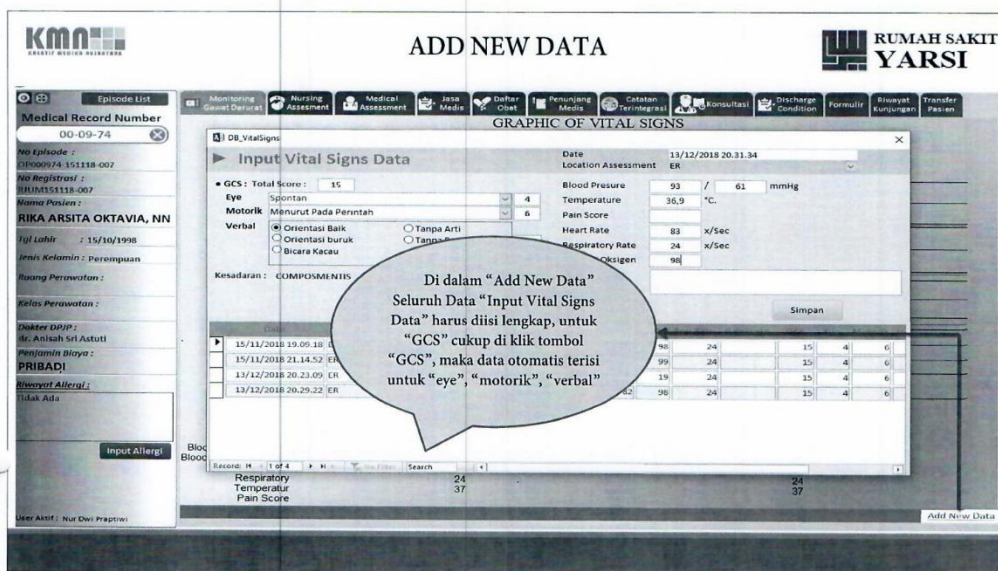 KMN
KREATIF MEDIKA NUSANTARA
ADD NEW DATA
RUMAH SAKIT
YARSI
Episode List
Medical Record Number
00-09-74
No Episode :
OP000974-151118-007
No Registrasi :
RJUM151118-007
Nama Pasien :
RIKA ARSITA OKTAVIA, NN
Tgl Lahir : 15/10/1998
Jenis Kelamin : Perempuan
Ruang Perawatan :
Kelas Perawatan :
Dokter DPJP :
dr. Anisah Sri Astuti
Penjamin Biaya :
PRIBADI
Riwayat Allergi :
Tidak Ada
Input Allergi
User Aktif : Nur Dwi Praptiwi
Monitoring Gawat Darurat
Nursing Assesment
Medical Assessment
Jasa Medis
Daftar Obat
Penunjang Medis
Catatan Terintegrasi
Konsultasi
Discharge Condition
Formulir
Riwayat Kunjungan
Transfer Pasien
GRAPHIC OF VITAL SIGNS
DB_VitalSigns
Input Vital Signs Data
Date 13/12/2018 20.31.34
Location Assessment ER
GCS : Total Score : 15
Eye Spontan 4
Motorik Menurut Pada Perintah 6
Verbal
Orientasi Baik
Tanpa Arti
Orientasi buruk
Tanpa
Bicara Kacau
Kesadaran : COMPOSMENTIS
Blood Presure 93 / 61 mmHg
Temperature 36,9 °C.
Pain Score
Heart Rate 83 x/Sec
Respiratory Rate 24 x/Sec
Oksigen 98
Simpan
Di dalam “Add New Data”
Seluruh Data “Input Vital Signs
Data” harus diisi lengkap, untuk
“GCS” cukup di klik tombol
“GCS”, maka data otomatis terisi
untuk “eye”, “motorik”, “verbal”
15/11/2018 19.09.18 98 24 15 4 6
15/11/2018 21.14.52 ER 99 24 15 4 6
13/12/2018 20.23.09 ER 19 24 15 4 6
13/12/2018 20.29.22 ER 82 98 24 15 4 6
Record: 1 of 4 No Filter Search
Bloo
Blood
Respiratory 24 24
Temperatur 37 37
Pain Score
Add New Data